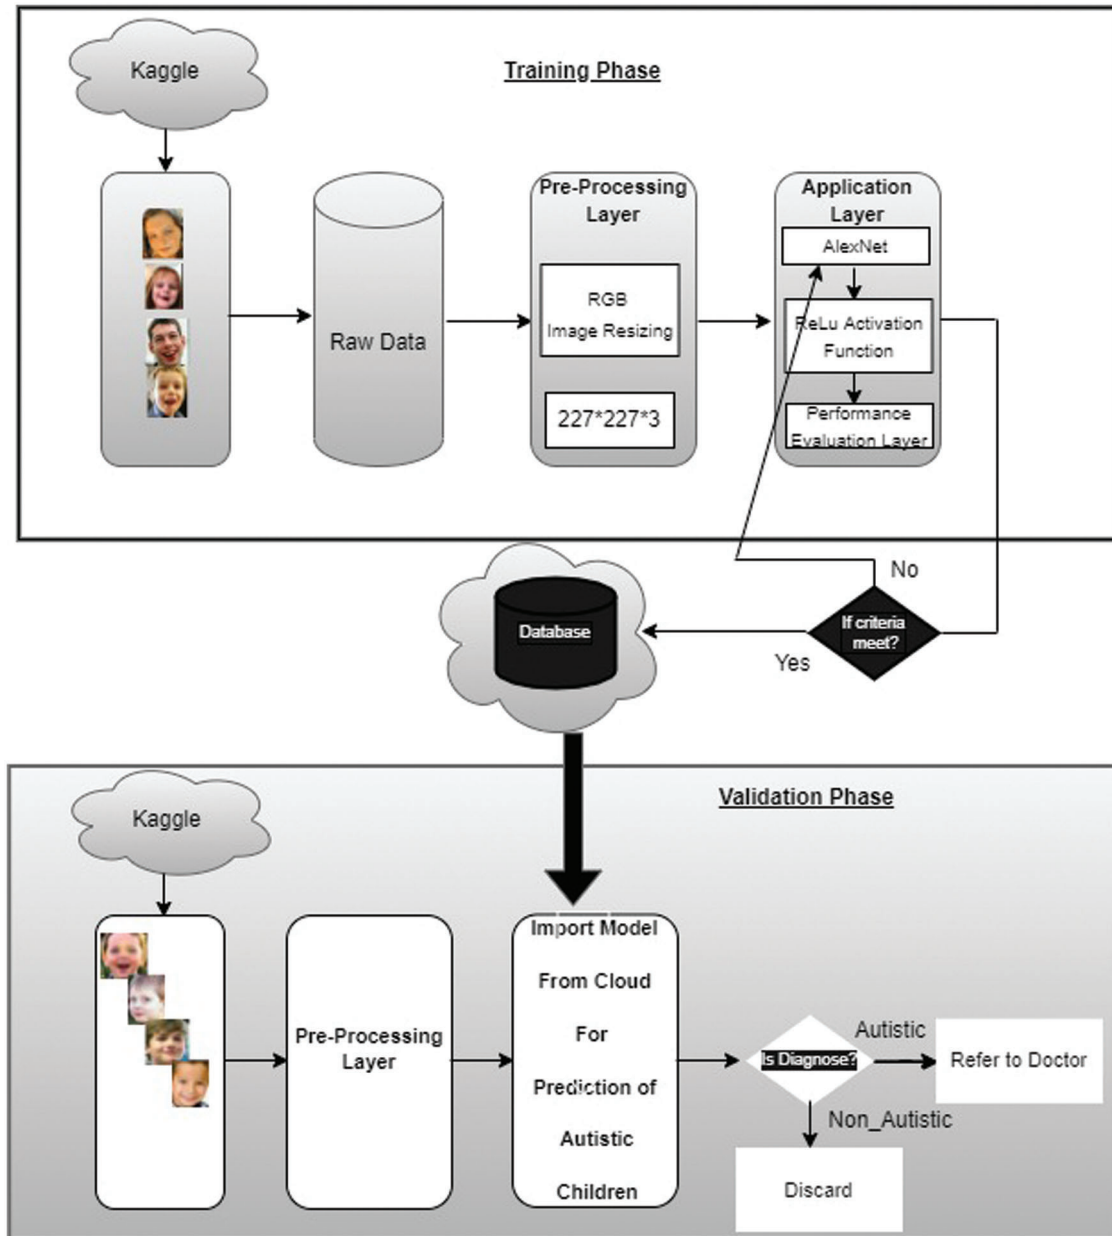 Kaggle
Training Phase
Raw Data
Pre-Processing
Layer
RGB
Image Resizing
227*227*3
Application
Layer
AlexNet
ReLu Activation
Function
Performance
Evaluation Layer
No
If criteria
meet?
Yes
Database
Validation Phase
Kaggle
Pre-Processing
Layer
Import Model
From Cloud
For
Prediction of
Autistic
Children
Is Diagnose?
Autistic
Refer to Doctor
Non_Autistic
Discard